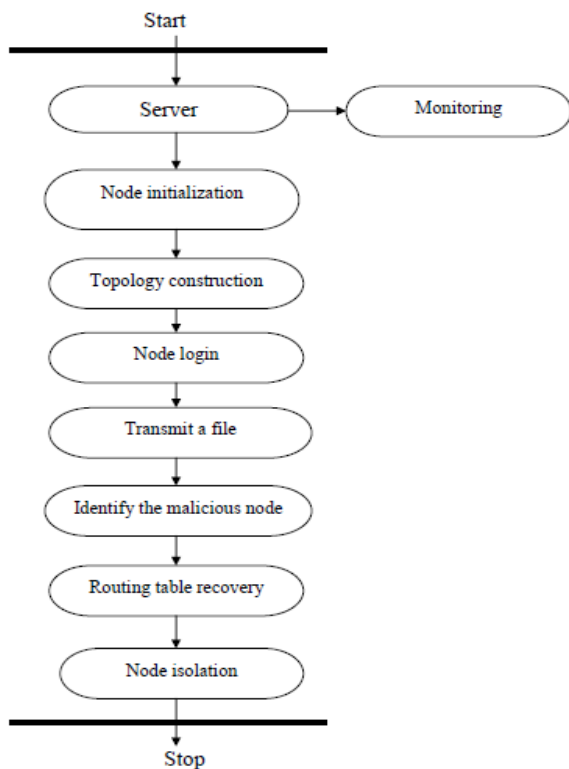 Start
Server
Monitoring
Node initialization
Topology construction
Node login
Transmit a file
Identify the malicious node
Routing table recovery
Node isolation
Stop